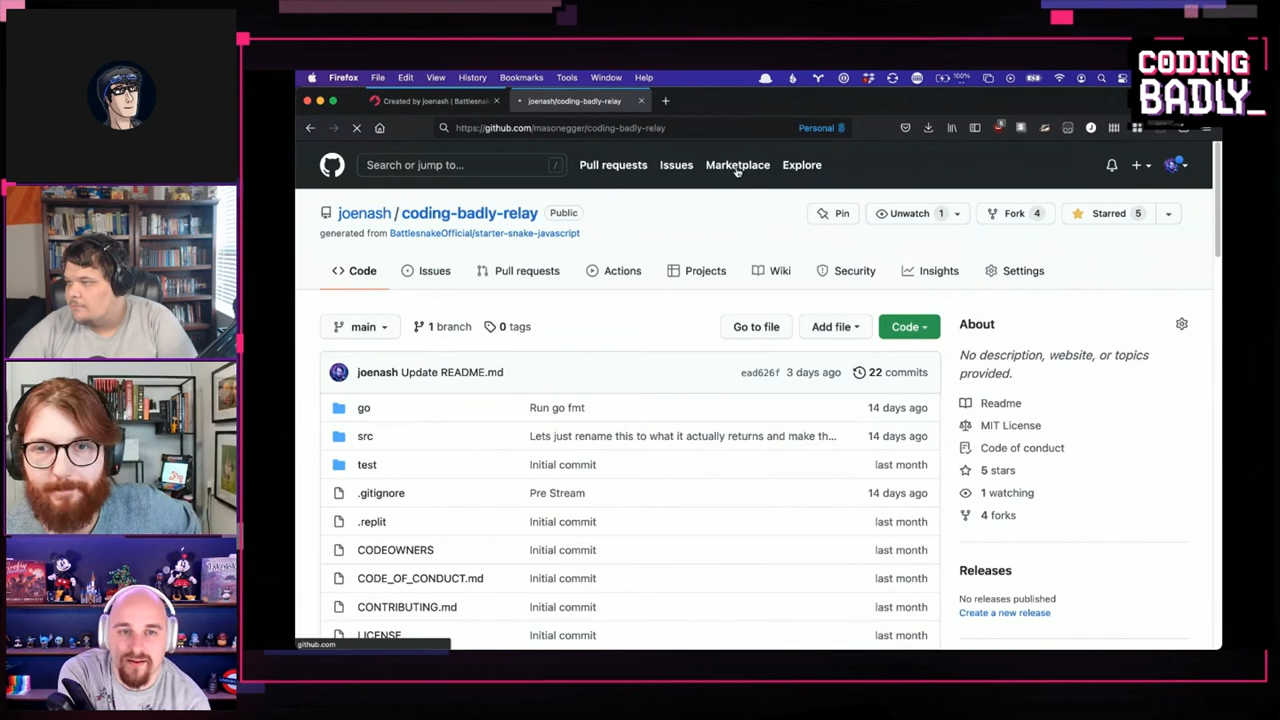 CODING
BADLY_
Firefox File Edit View History Bookmarks Tools Window Help 100%
Created by joenash | Battlesnak
joenash/coding-badly-relay
https://github.com/masonegger/coding-badly-relay Personal
Search or jump to... / Pull requests Issues Marketplace Explore
joenash / coding-badly-relay Public
Pin Unwatch 1 Fork 4 Starred 5
generated from BattlesnakeOfficial/starter-snake-javascript
Code Issues Pull requests Actions Projects Wiki Security Insights Settings
main 1 branch 0 tags Go to file Add file Code
joenash Update README.md ead626f 3 days ago 22 commits
go Run go fmt 14 days ago
src Lets just rename this to what it actually returns and make th... 14 days ago
test Initial commit last month
.gitignore Pre Stream 14 days ago
.replit Initial commit last month
CODEOWNERS Initial commit last month
CODE_OF_CONDUCT.md Initial commit last month
CONTRIBUTING.md Initial commit last month
LICENSE Initial commit last month
About
No description, website, or topics
provided.
Readme
MIT License
Code of conduct
5 stars
1 watching
4 forks
Releases
No releases published
Create a new release
github.com